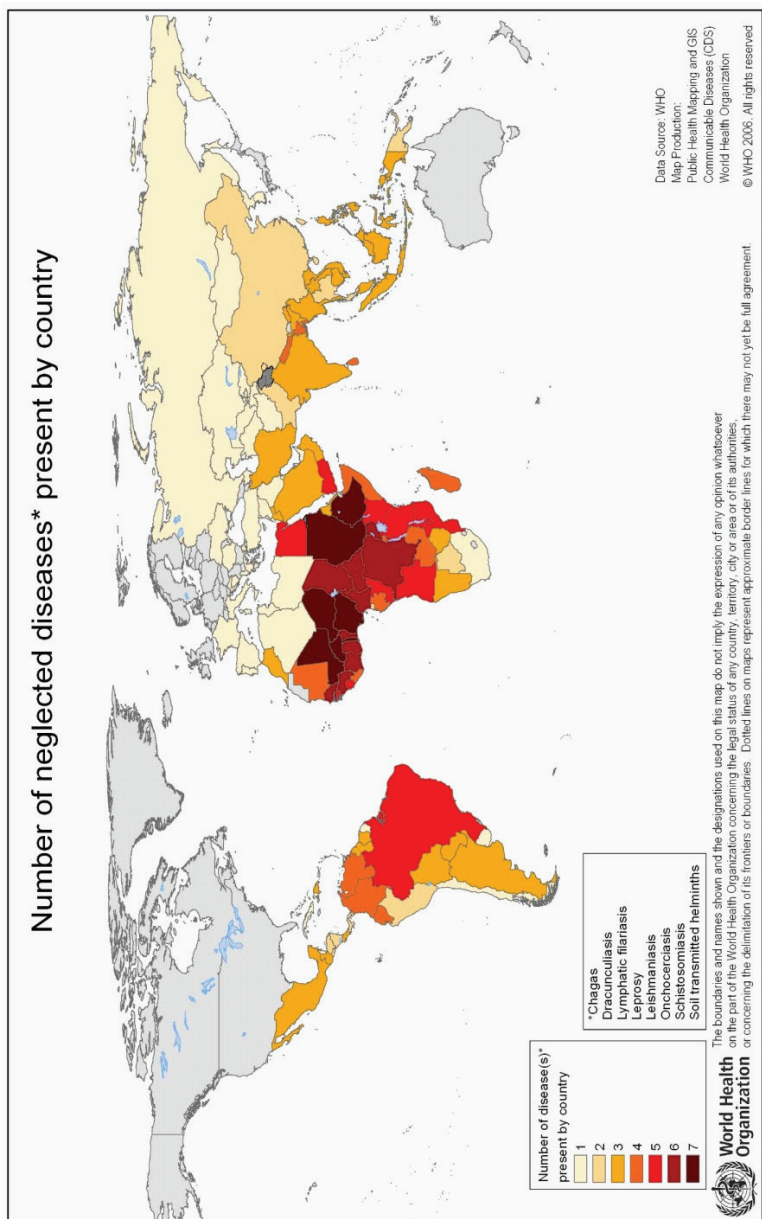 Number of neglected diseases* present by country
Number of disease(s)*
present by country
1
2
3
4
5
6
7
*Chagas
Dracunculiasis
Lymphatic filariasis
Leprosy
Leishmaniasis
Onchocerciasis
Schistosomiasis
Soil transmitted helminths
World Health
Organization
The boundaries and names shown and the designations used on this map do not imply the expression of any opinion whatsoever
on the part of the World Health Organization concerning the legal status of any country, territory, city or area or of its authorities,
or concerning the delimitation of its frontiers or boundaries. Dotted lines on maps represent approximate border lines for which there may not yet be full agreement.
Data Source: WHO
Map Production:
Public Health Mapping and GIS
Communicable Diseases (CDS)
World Health Organization
© WHO 2006. All rights reserved